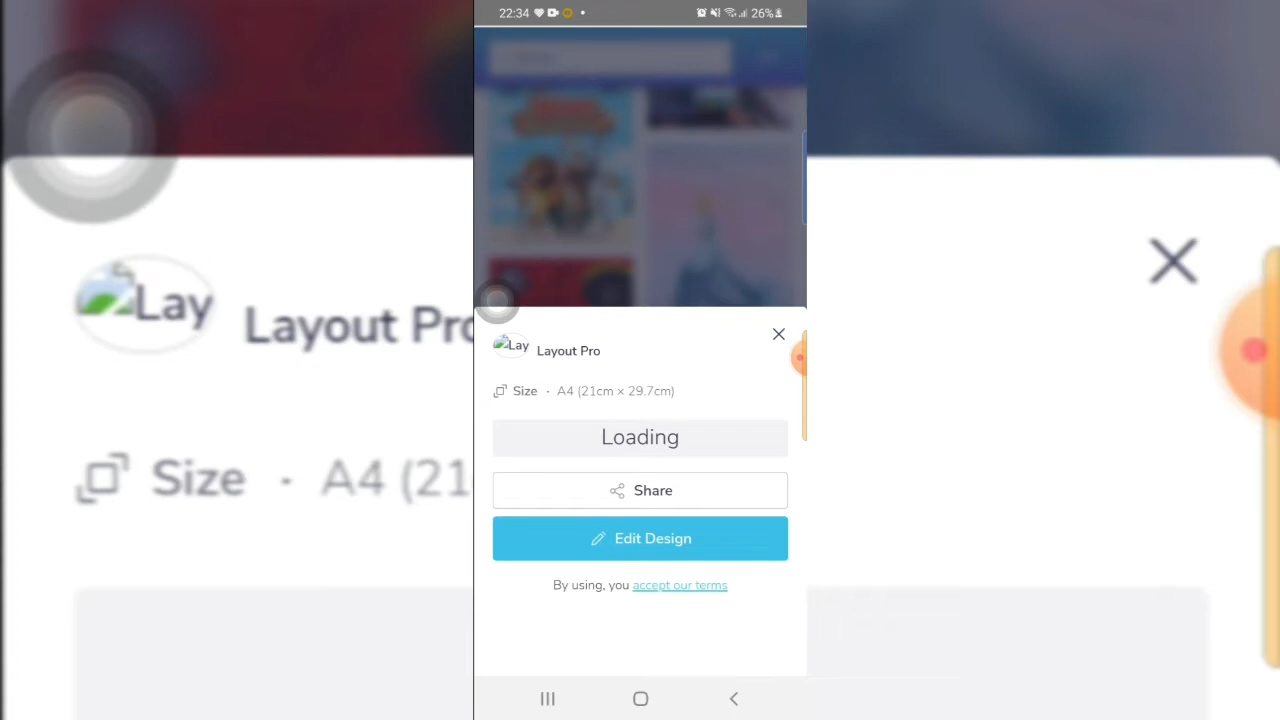 22:34
26%
Lay
Layout Pro
Size · A4 (21cm × 29.7cm)
Loading
Share
Edit Design
By using, you accept our terms
Lay
Layout Pro
Size · A4 (21